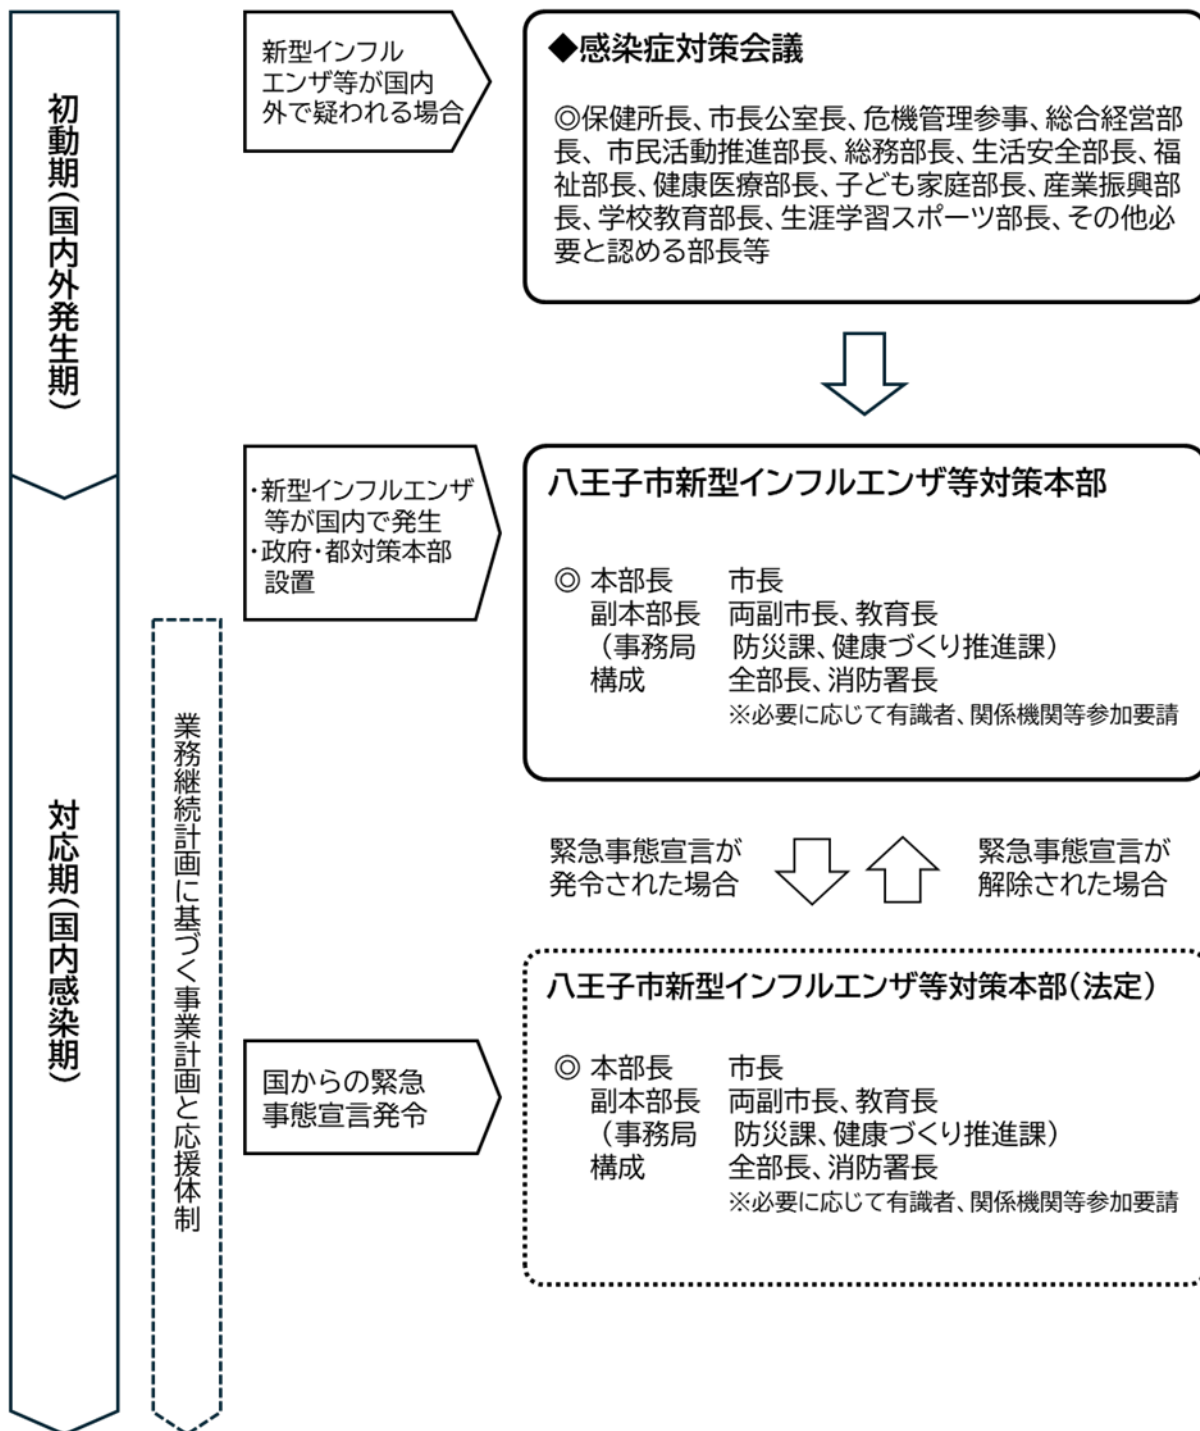 初動期(国内外発生期)
新型インフル
エンザ等が国内
外で疑われる場合
◆感染症対策会議
◎保健所長、市長公室長、危機管理参事、総合経営部
長、市民活動推進部長、総務部長、生活安全部長、福
祉部長、健康医療部長、子ども家庭部長、産業振興部
長、学校教育部長、生涯学習スポーツ部長、その他必
要と認める部長等
対応期(国内感染期)
業務継続計画に基づく事業計画と応援体制
・新型インフルエンザ
等が国内で発生
・政府・都対策本部
設置
八王子市新型インフルエンザ等対策本部
◎ 本部長 市長
副本部長 両副市長、教育長
(事務局 防災課、健康づくり推進課)
構成 全部長、消防署長
※必要に応じて有識者、関係機関等参加要請
緊急事態宣言が
発令された場合
緊急事態宣言が
解除された場合
国からの緊急
事態宣言発令
八王子市新型インフルエンザ等対策本部(法定)
◎ 本部長 市長
副本部長 両副市長、教育長
(事務局 防災課、健康づくり推進課)
構成 全部長、消防署長
※必要に応じて有識者、関係機関等参加要請